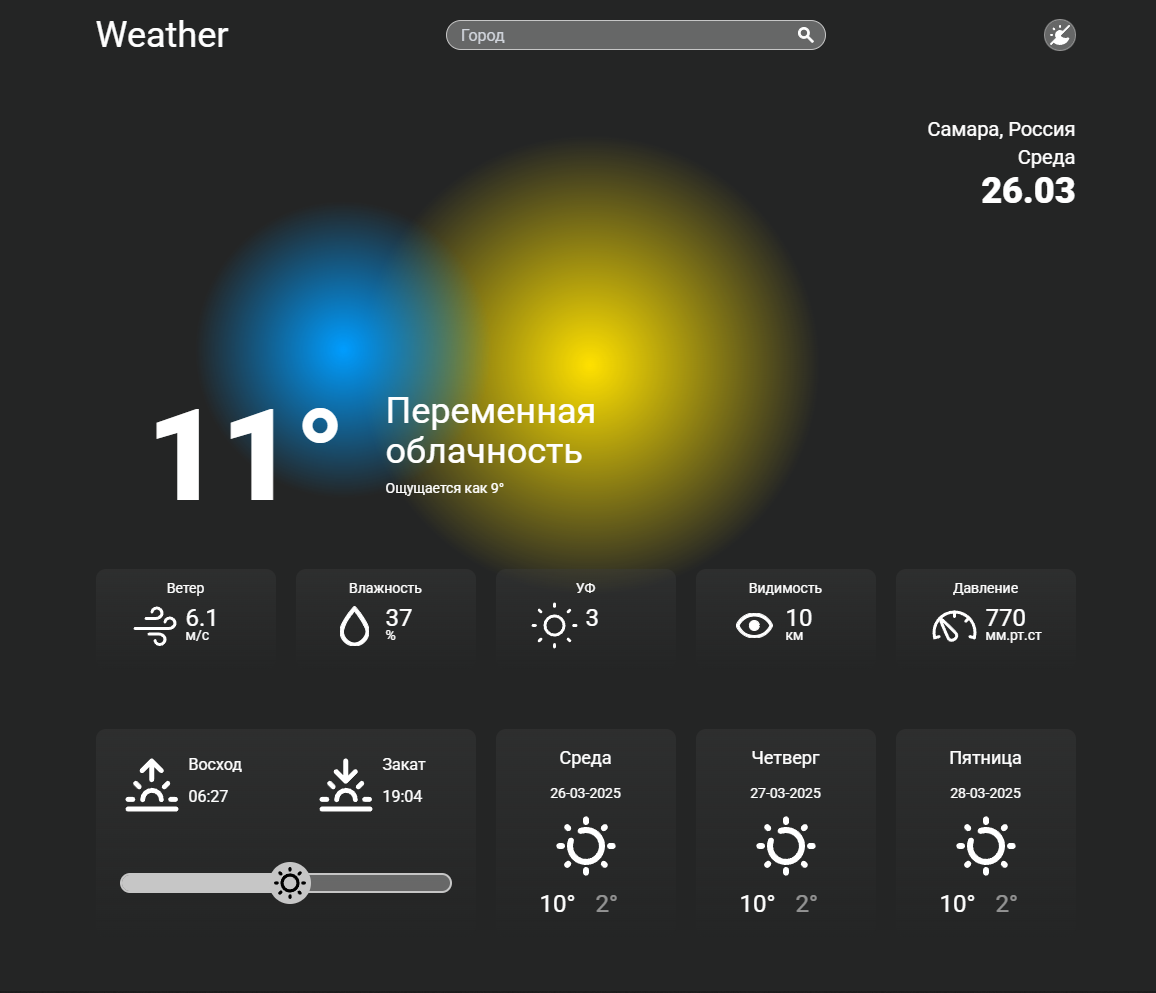 Weather
Город
Самара, Россия
Среда
26.03
11°
Переменная
облачность
Ощущается как 9°
Ветер
6.1
м/с
Влажность
37
%
УФ
3
Видимость
10
км
Давление
770
мм.рт.ст
Восход
06:27
Закат
19:04
Среда
26-03-2025
10° 2°
Четверг
27-03-2025
10° 2°
Пятница
28-03-2025
10° 2°